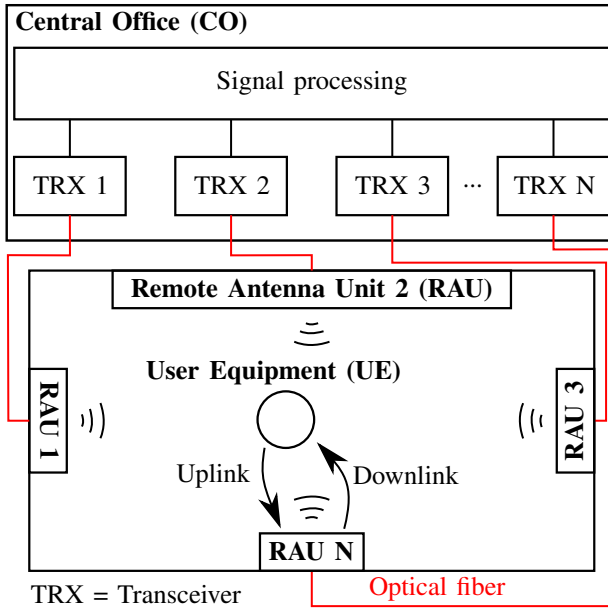 Central Office (CO)
Signal processing
TRX 1
TRX 2
TRX 3
...
TRX N
Remote Antenna Unit 2 (RAU)
User Equipment (UE)
RAU 1
RAU 3
Uplink
Downlink
RAU N
TRX = Transceiver
Optical fiber